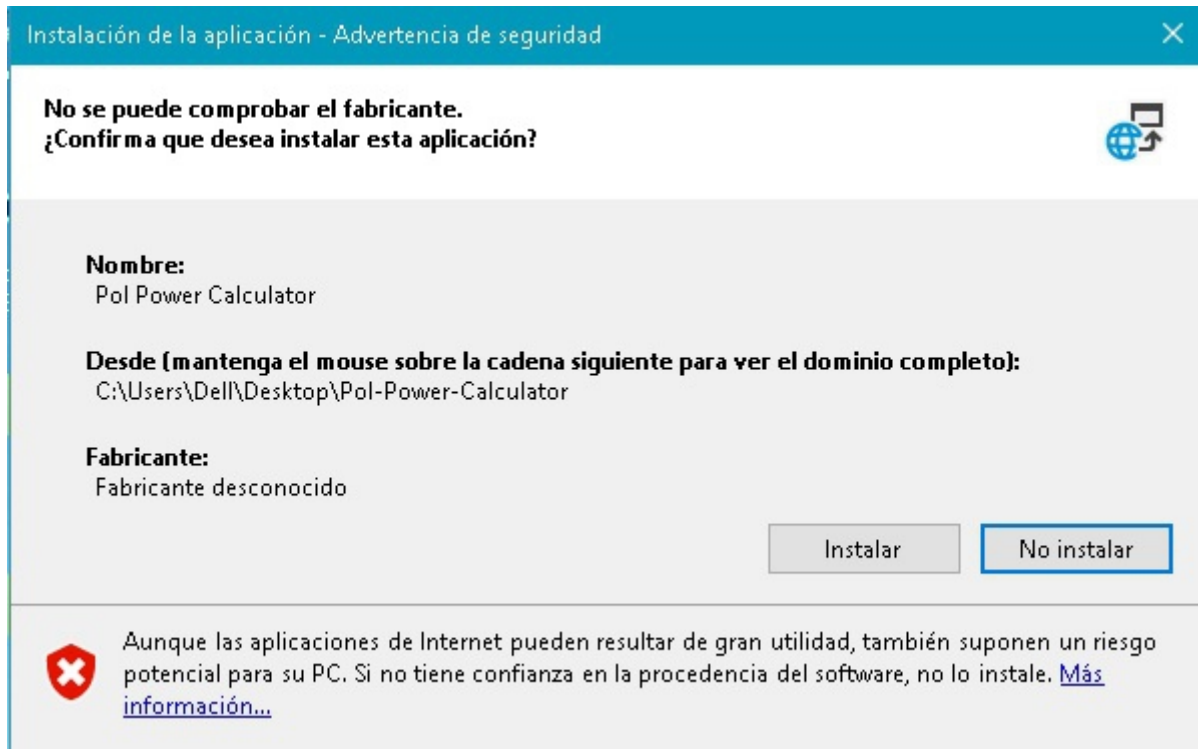 Instalación de la aplicación - Advertencia de seguridad
No se puede comprobar el fabricante.
¿Confirma que desea instalar esta aplicación?
Nombre:
Pol Power Calculator
Desde (mantenga el mouse sobre la cadena siguiente para ver el dominio completo):
C:\Users\Dell\Desktop\Pol-Power-Calculator
Fabricante:
Fabricante desconocido
Instalar
No instalar
Aunque las aplicaciones de Internet pueden resultar de gran utilidad, también suponen un riesgo
potencial para su PC. Si no tiene confianza en la procedencia del software, no lo instale. Más
información...